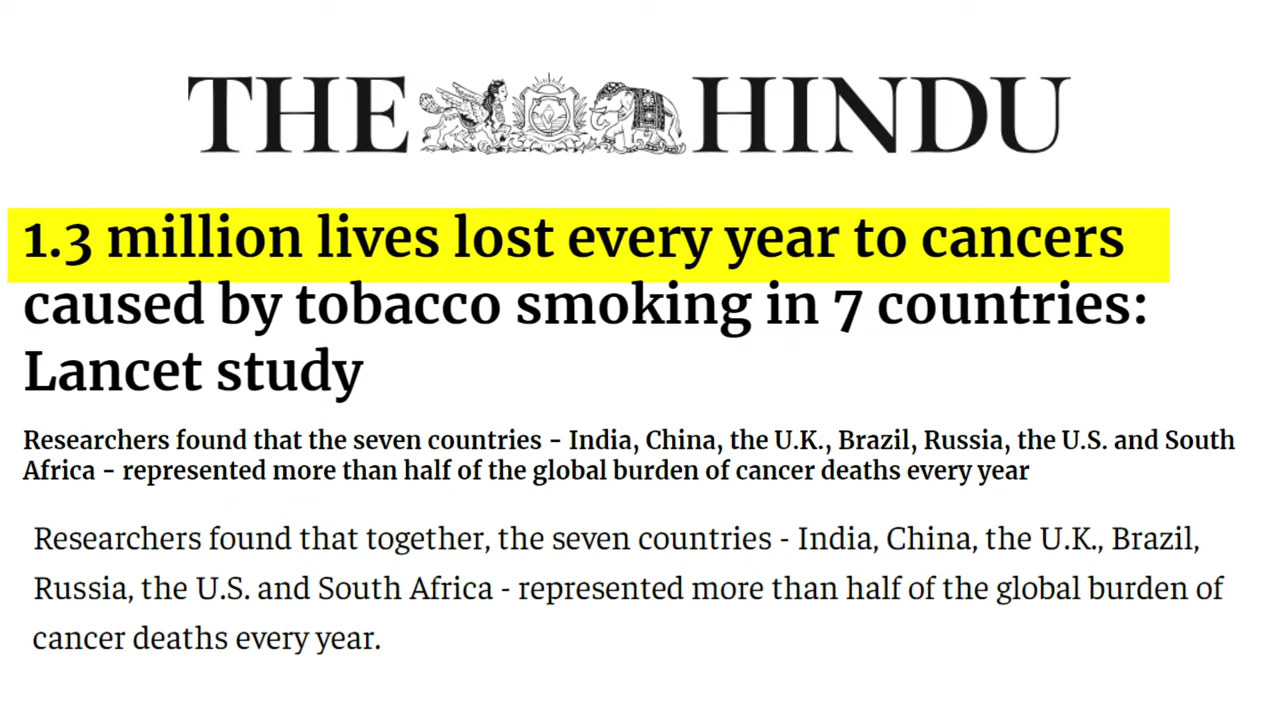 THE HINDU
1.3 million lives lost every year to cancers
caused by tobacco smoking in 7 countries:
Lancet study
Researchers found that the seven countries – India, China, the U.K., Brazil, Russia, the U.S. and South
Africa – represented more than half of the global burden of cancer deaths every year
Researchers found that together, the seven countries - India, China, the U.K., Brazil,
Russia, the U.S. and South Africa - represented more than half of the global burden of
cancer deaths every year.